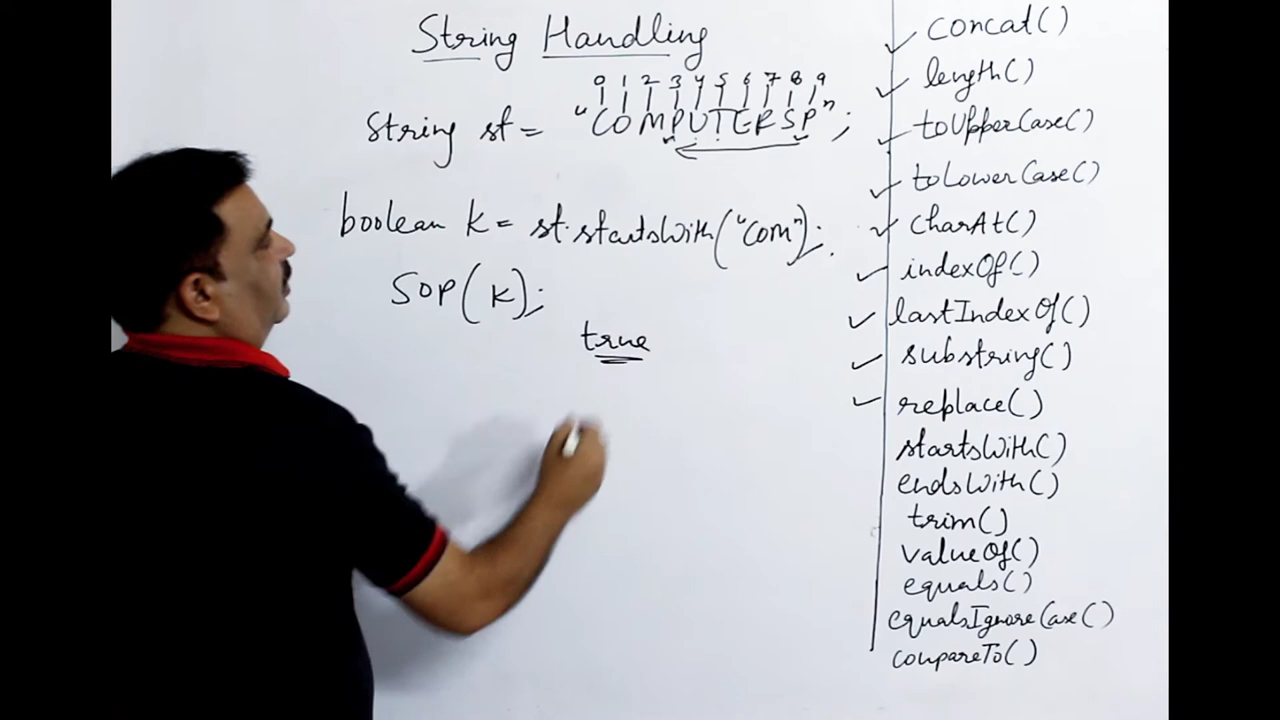 String Handling
0 1 2 3 4 5 6 7 8 9
String st = "COMPUTERSP";
boolean k = st.startsWith("Com");
SOP(k);
true
concat()
length()
toUpperCase()
toLowerCase()
charAt()
indexOf()
lastIndexOf()
substring()
replace()
startsWith()
endsWith()
trim()
valueOf()
equals()
equalsIgnoreCase()
compareTo()